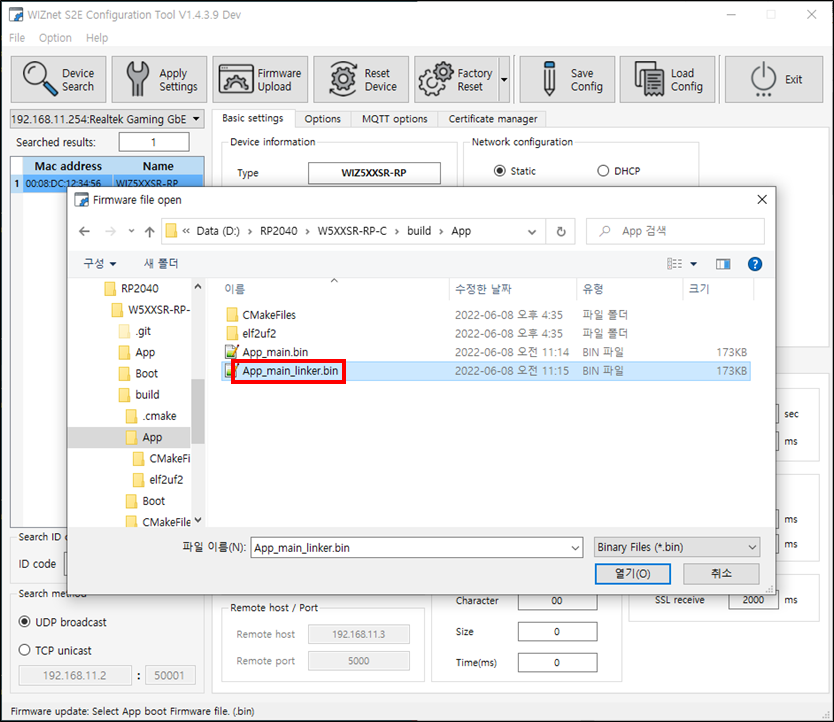 WIZnet S2E Configuration Tool V1.4.3.9 Dev
File Option Help
Device Search
Apply Settings
Firmware Upload
Reset Device
Factory Reset
Save Config
Load Config
Exit
192.168.11.254:Realtek Gaming GbE
Searched results: 1
Mac address Name
1 00:08:DC:12:34:56 WIZ5XXSR-RP
Basic settings Options MQTT options Certificate manager
Device information
Type WIZ5XXSR-RP
Network configuration
Static DHCP
Firmware file open
« Data (D:) › RP2040 › W5XXSR-RP-C › build › App
App 검색
구성 새 폴더
RP2040
W5XXSR-RP-
.git
App
Boot
build
.cmake
App
CMakeFi
elf2uf2
Boot
CMakeFile
이름 수정한 날짜 유형 크기
CMakeFiles 2022-06-08 오후 4:35 파일 폴더
elf2uf2 2022-06-08 오후 4:35 파일 폴더
App_main.bin 2022-06-08 오전 11:14 BIN 파일 173KB
App_main_linker.bin 2022-06-08 오전 11:15 BIN 파일 173KB
파일 이름(N): App_main_linker.bin
Binary Files (*.bin)
열기(O) 취소
sec
ms
ms
ms
Search ID
ID code
Search method
UDP broadcast
TCP unicast
192.168.11.2 : 50001
Remote host / Port
Remote host 192.168.11.3
Remote port 5000
Character 00
Size 0
Time(ms) 0
SSL receive 2000 ms
Firmware update: Select App boot Firmware file. (.bin)